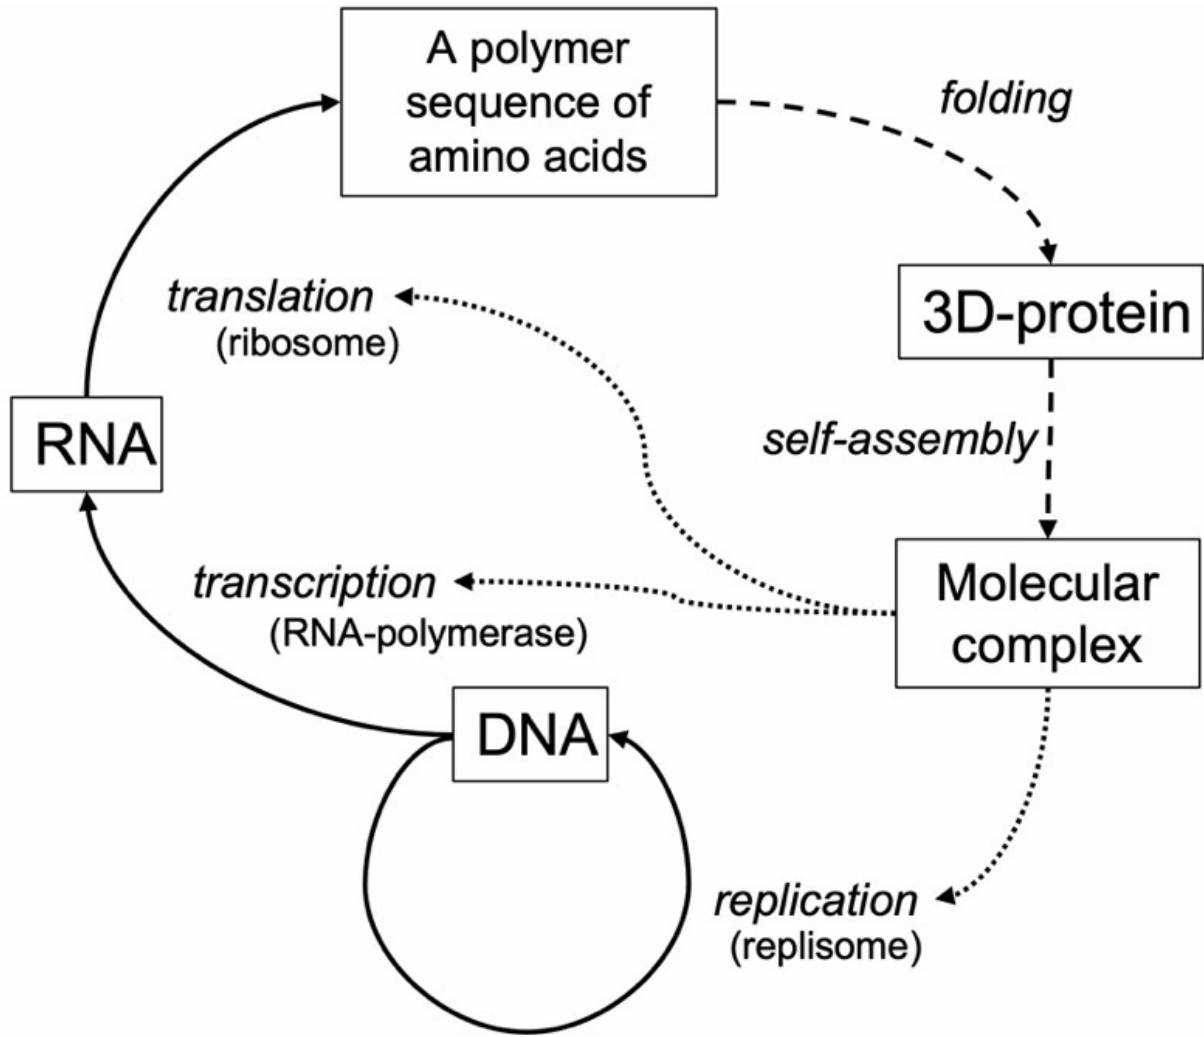 A polymer
sequence of
amino acids
folding
translation
(ribosome)
3D-protein
RNA
self-assembly
transcription
(RNA-polymerase)
Molecular
complex
DNA
replication
(replisome)